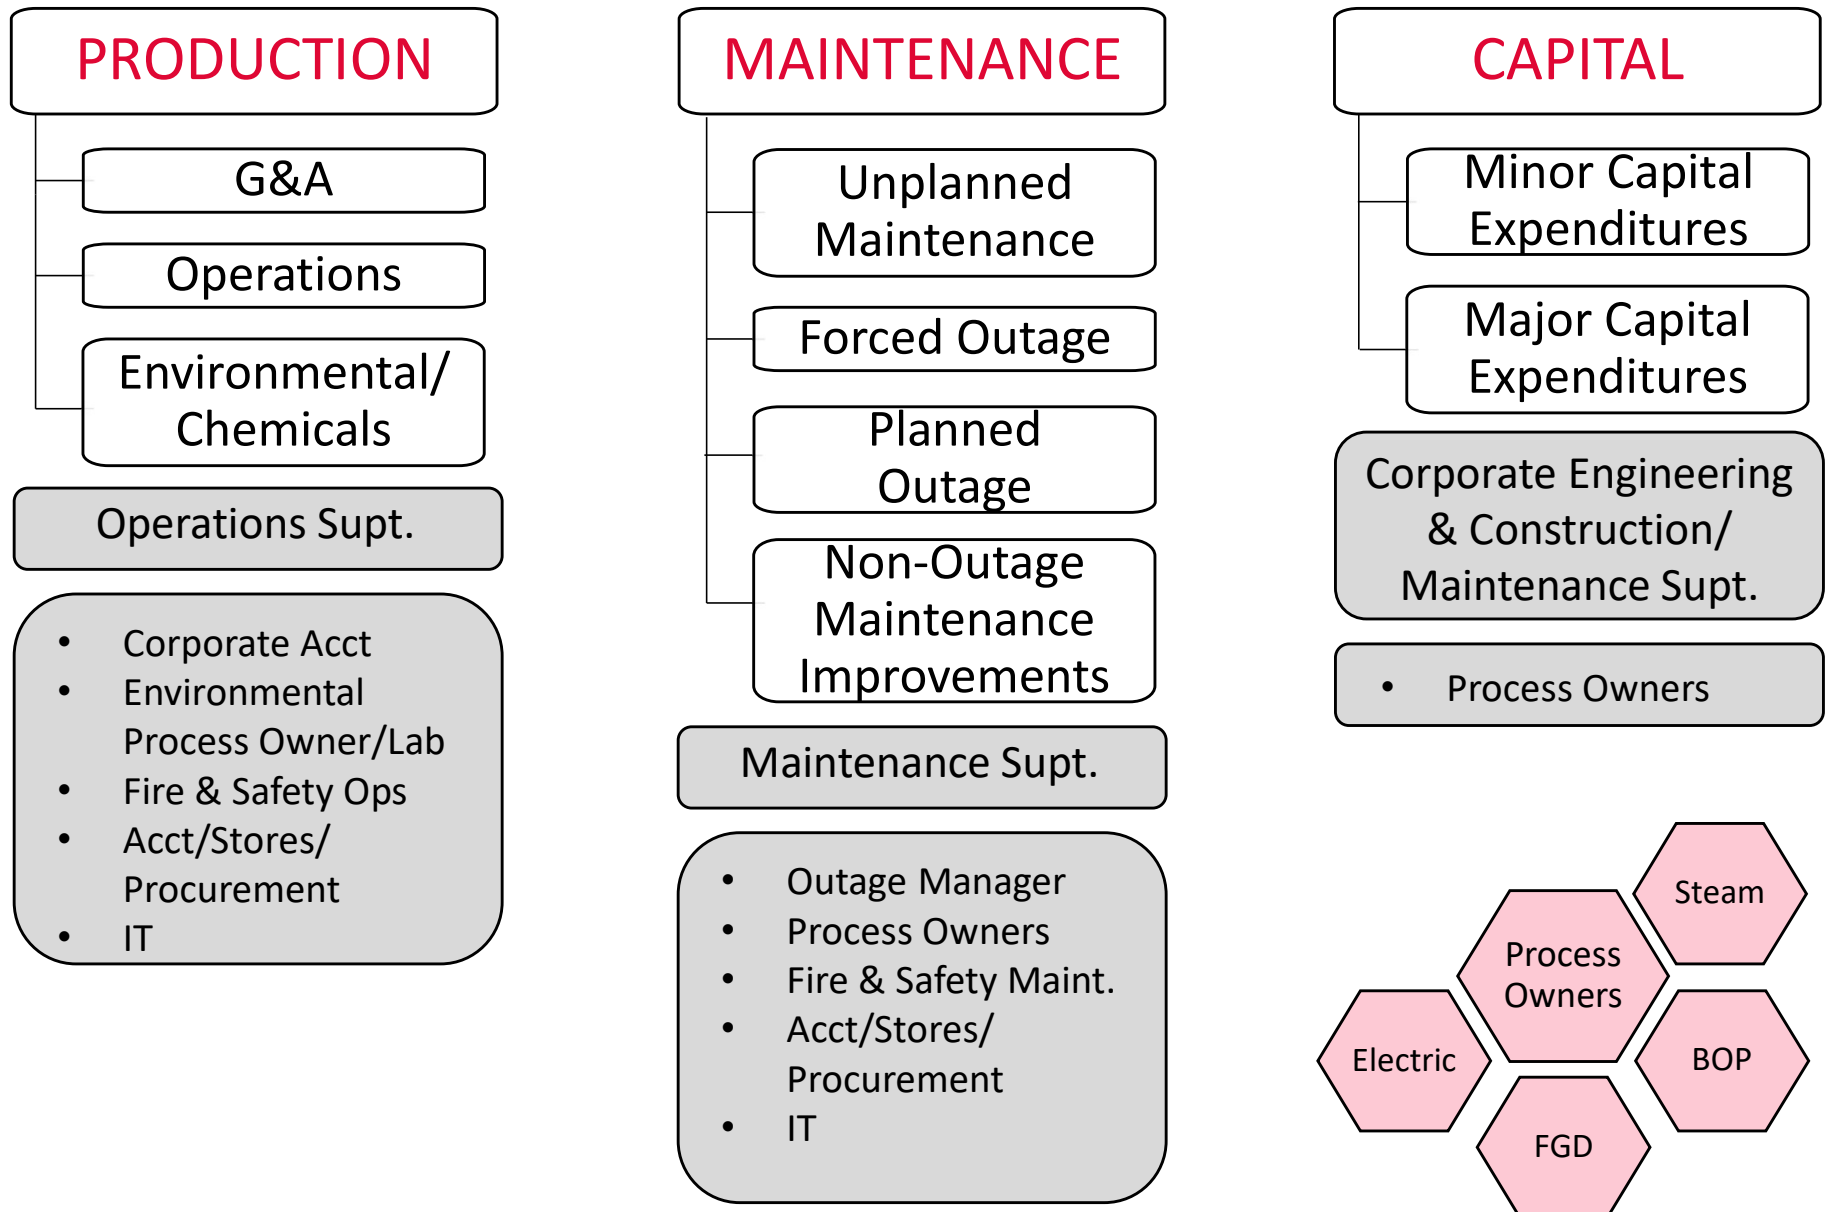 PRODUCTION
G&A
Operations
Environmental/
Chemicals
Operations Supt.
• Corporate Acct
• Environmental
Process Owner/Lab
• Fire & Safety Ops
• Acct/Stores/
Procurement
• IT
MAINTENANCE
Unplanned
Maintenance
Forced Outage
Planned
Outage
Non-Outage
Maintenance
Improvements
Maintenance Supt.
• Outage Manager
• Process Owners
• Fire & Safety Maint.
• Acct/Stores/
Procurement
• IT
CAPITAL
Minor Capital
Expenditures
Major Capital
Expenditures
Corporate Engineering
& Construction/
Maintenance Supt.
• Process Owners
Steam
Process
Owners
Electric
BOP
FGD